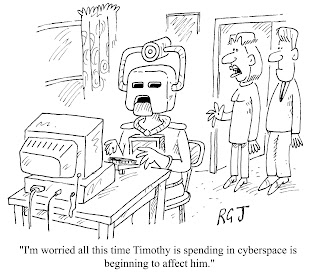 RGJ
"I'm worried all this time Timothy is spending in cyberspace is
beginning to affect him."